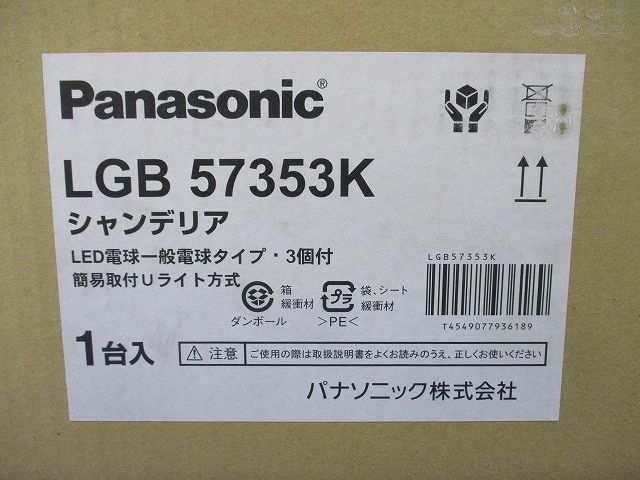 Panasonic®
LGB 57353K
シャンデリア
LED電球一般電球タイプ・3個付
簡易取付Uライト方式
LGB57353K
T4549077936189
箱
緩衝材
ダンボール
プラ
袋、シート
緩衝材
>PE<
1台入
注意 ご使用の際は取扱説明書をよくお読みのうえ、正しくお使いください
パナソニック株式会社